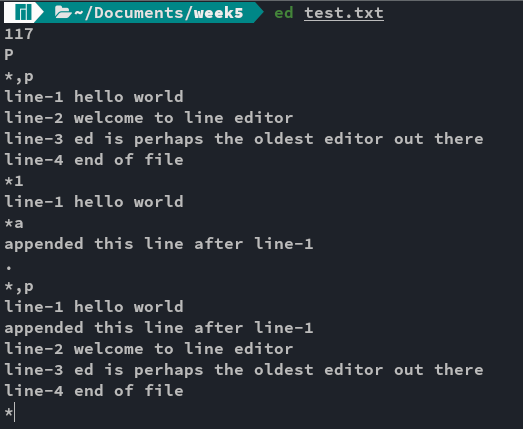 ~/Documents/week5 ed test.txt
117
P
*,p
line-1 hello world
line-2 welcome to line editor
line-3 ed is perhaps the oldest editor out there
line-4 end of file
*1
line-1 hello world
*a
appended this line after line-1
.
*,p
line-1 hello world
appended this line after line-1
line-2 welcome to line editor
line-3 ed is perhaps the oldest editor out there
line-4 end of file
*